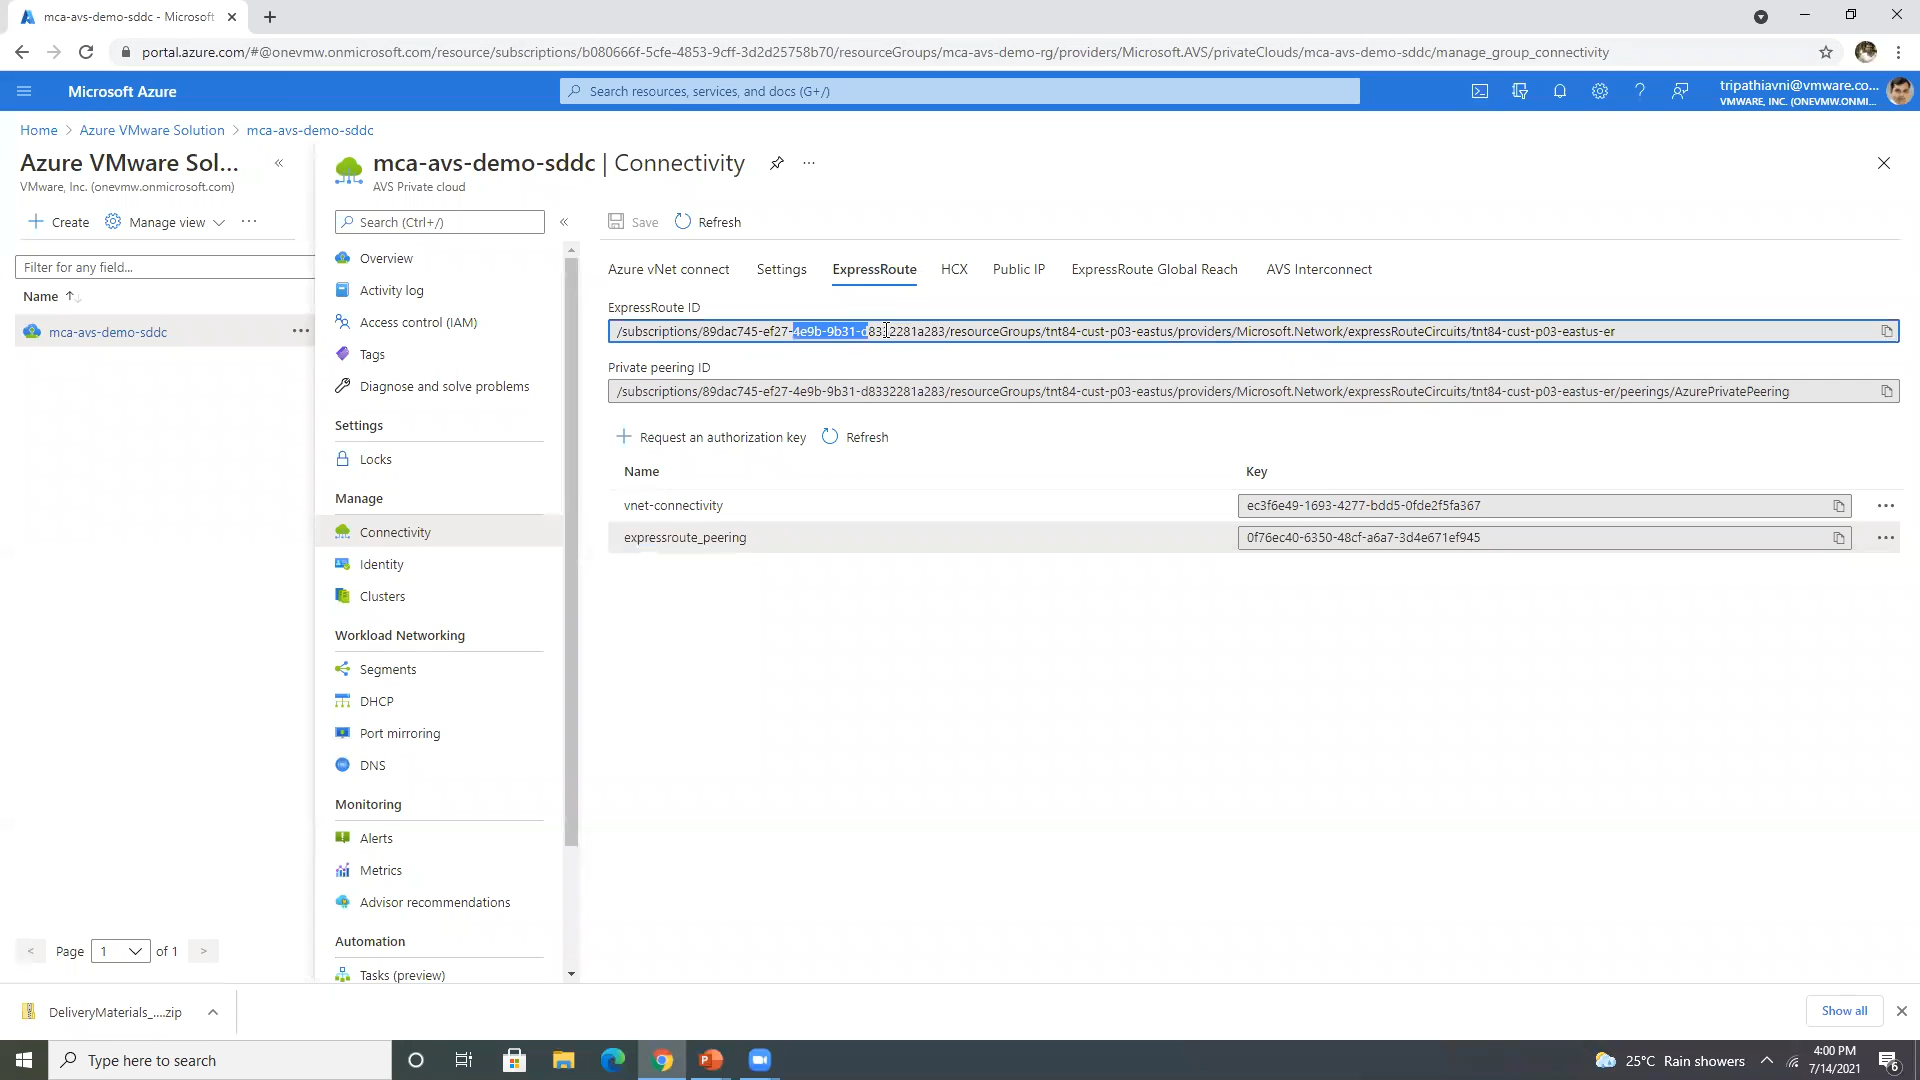 mca-avs-demo-sddc - Microsoft
portal.azure.com/#@onevmw.onmicrosoft.com/resource/subscriptions/b080666f-5cfe-4853-9cff-3d2d25758b70/resourceGroups/mca-avs-demo-rg/providers/Microsoft.AVS/privateClouds/mca-avs-demo-sddc/manage_group_connectivity
Microsoft Azure
Search resources, services, and docs (G+/)
tripathiavni@vmware.co...
VMWARE, INC. (ONEVMW.ONMI...
Home > Azure VMware Solution > mca-avs-demo-sddc
Azure VMware Sol...
VMware, Inc. (onevmw.onmicrosoft.com)
mca-avs-demo-sddc | Connectivity
AVS Private cloud
Create
Manage view
Filter for any field...
Name
mca-avs-demo-sddc
Page 1 of 1
Search (Ctrl+/)
Overview
Activity log
Access control (IAM)
Tags
Diagnose and solve problems
Settings
Locks
Manage
Connectivity
Identity
Clusters
Workload Networking
Segments
DHCP
Port mirroring
DNS
Monitoring
Alerts
Metrics
Advisor recommendations
Automation
Tasks (preview)
Save Refresh
Azure vNet connect Settings ExpressRoute HCX Public IP ExpressRoute Global Reach AVS Interconnect
ExpressRoute ID
/subscriptions/89dac745-ef27-4e9b-9b31-d8332281a283/resourceGroups/tnt84-cust-p03-eastus/providers/Microsoft.Network/expressRouteCircuits/tnt84-cust-p03-eastus-er
Private peering ID
/subscriptions/89dac745-ef27-4e9b-9b31-d8332281a283/resourceGroups/tnt84-cust-p03-eastus/providers/Microsoft.Network/expressRouteCircuits/tnt84-cust-p03-eastus-er/peerings/AzurePrivatePeering
Request an authorization key Refresh
Name Key
vnet-connectivity ec3f6e49-1693-4277-bdd5-0fde2f5fa367
expressroute_peering 0f76ec40-6350-48cf-a6a7-3d4e671ef945
DeliveryMaterials_....zip
Show all
Type here to search
25°C Rain showers
4:00 PM
7/14/2021
6